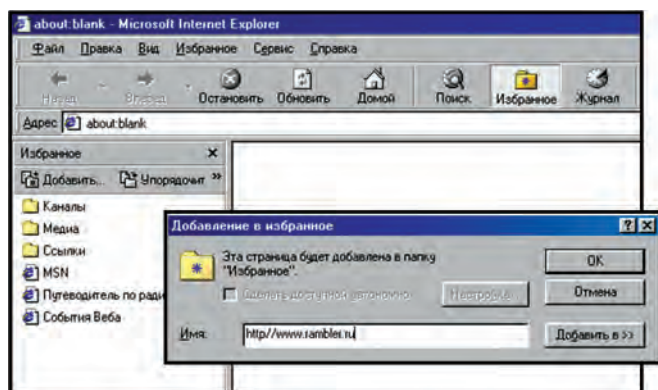 about:blank - Microsoft Internet Explorer
Файл Правка Вид Избранное Сервис Справка
Назад Вперед Остановить Обновить Домой Поиск Избранное Журнал
Адрес about:blank
Избранное
Добавить... Упорядочит »
Каналы
Медиа
Ссылки
MSN
Путеводитель по ради
События Веба
Добавление в избранное
Эта страница будет добавлена в папку
"Избранное".
OK
Сделать доступной автономно
Настройка...
Отмена
Имя: http//www.rambler.ru
Добавить в >>